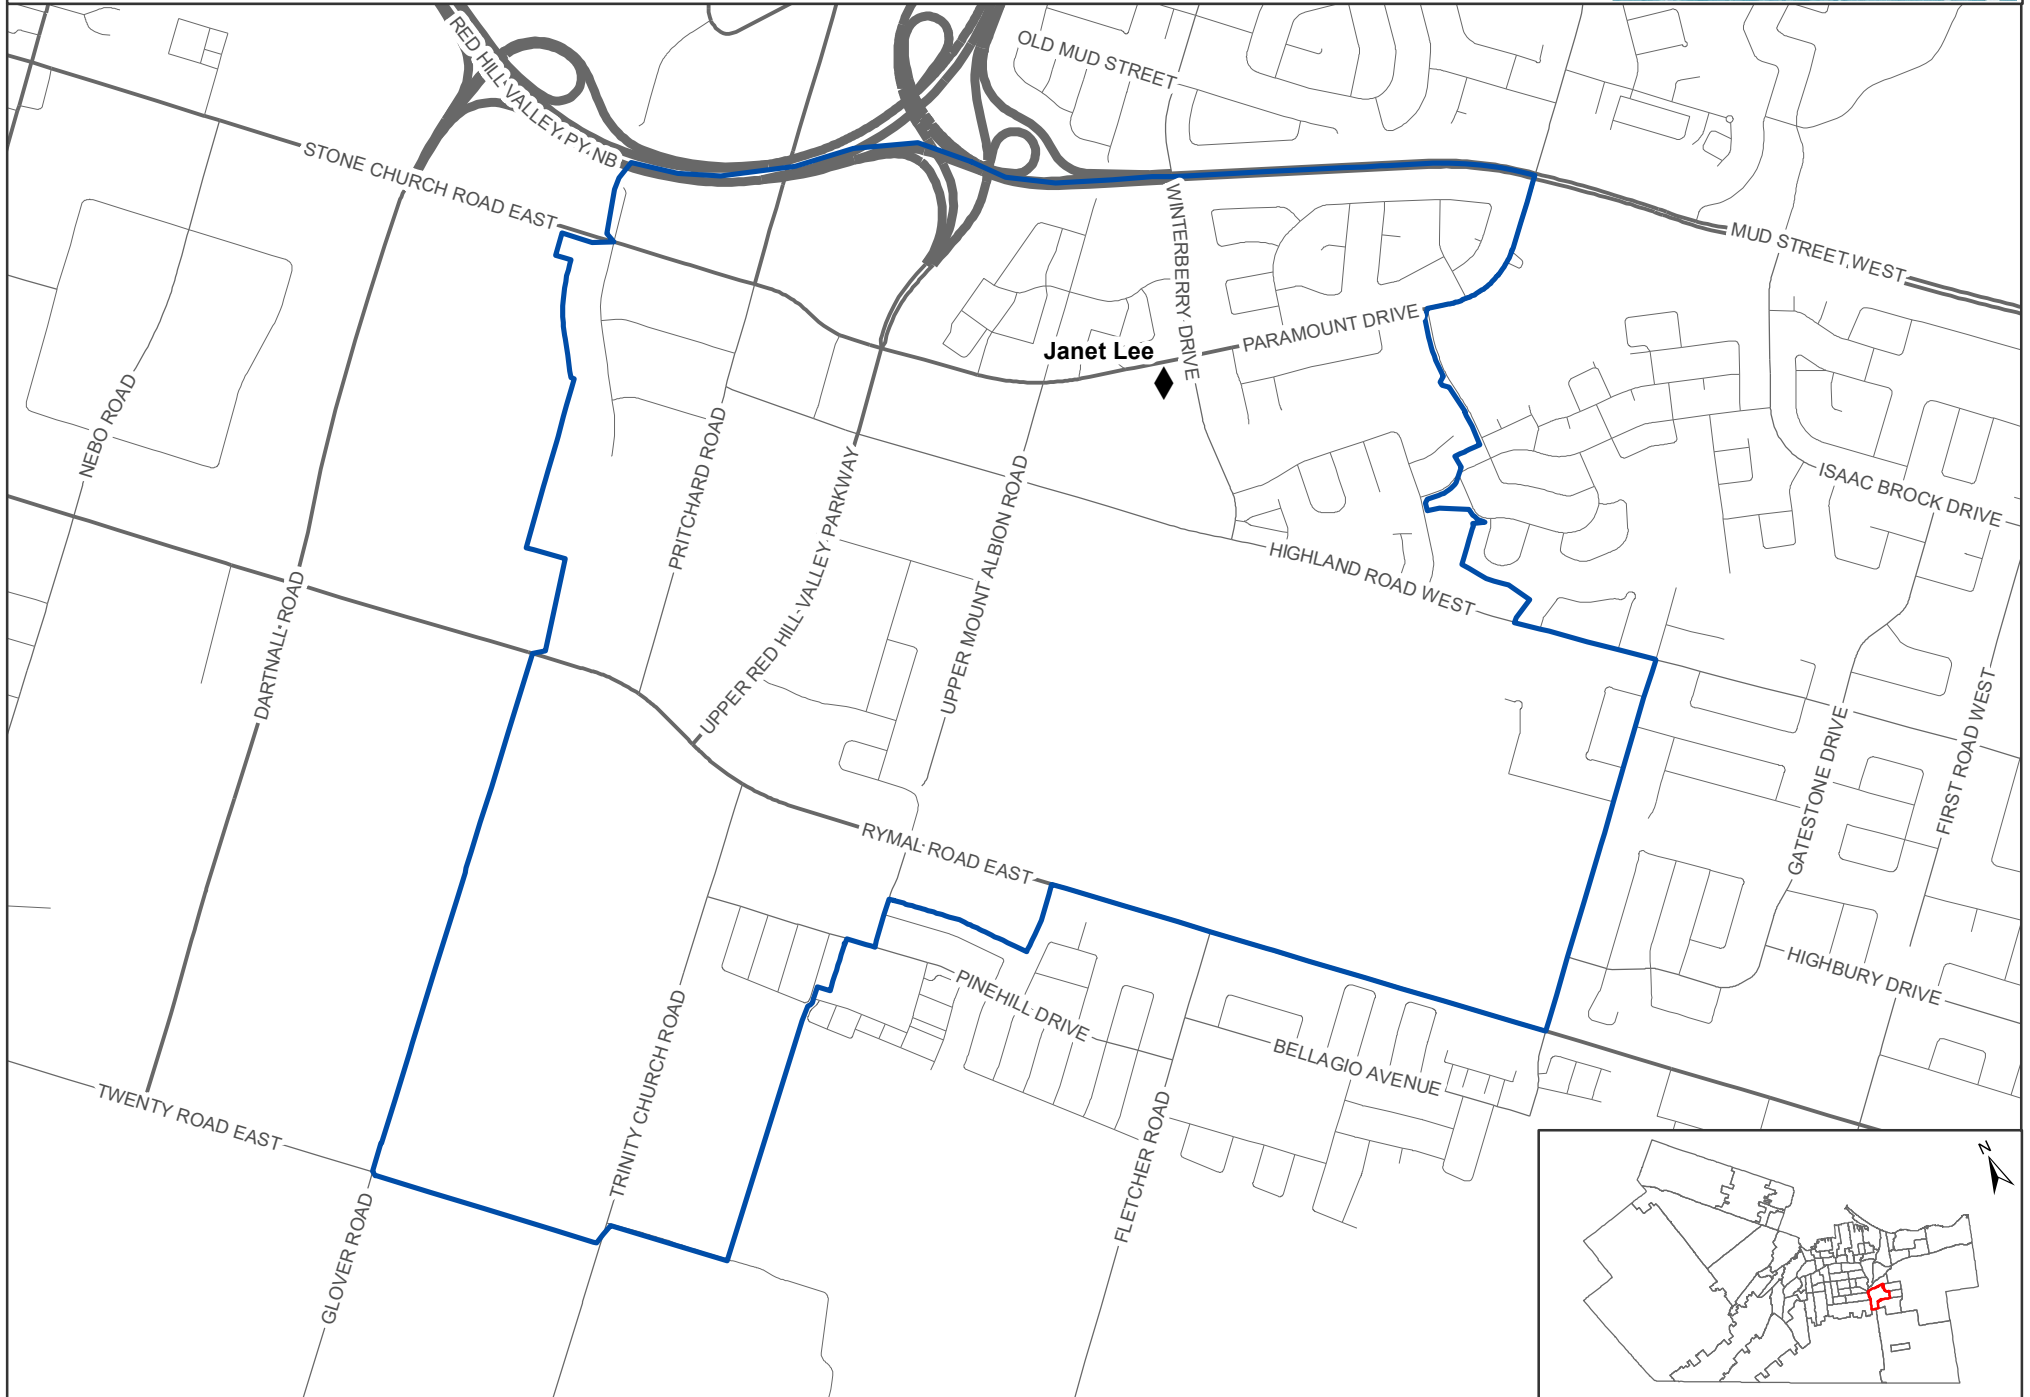 RED HILL VALLEY PY NB
OLD MUD STREET
STONE CHURCH ROAD EAST
WINTERBERRY DRIVE
MUD STREET WEST
PARAMOUNT DRIVE
Janet Lee
NEBO ROAD
PRITCHARD ROAD
UPPER RED HILL VALLEY PARKWAY
UPPER MOUNT ALBION ROAD
ISAAC BROCK DRIVE
HIGHLAND ROAD WEST
DARTNALL ROAD
GATESTONE DRIVE
FIRST ROAD WEST
RYMAL ROAD EAST
HIGHBURY DRIVE
PINEHILL DRIVE
BELLAGIO AVENUE
TWENTY ROAD EAST
TRINITY CHURCH ROAD
FLETCHER ROAD
GLOVER ROAD
N